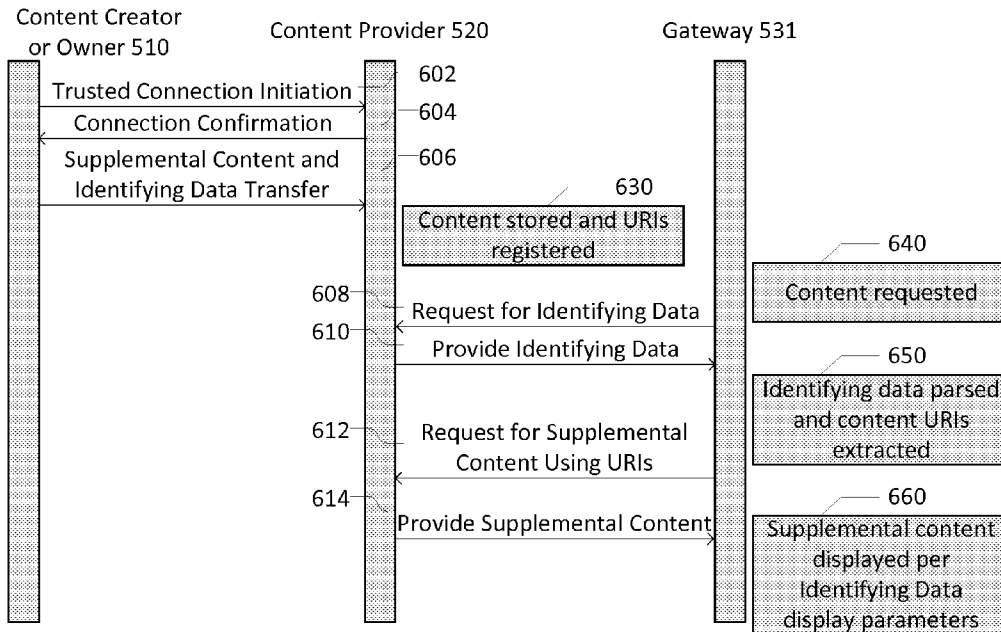 Content Creator
or Owner 510
Content Provider 520
Gateway 531
602
Trusted Connection Initiation
604
Connection Confirmation
606
Supplemental Content and
Identifying Data Transfer
630
Content stored and URIs
registered
640
Content requested
608
Request for Identifying Data
610
Provide Identifying Data
650
Identifying data parsed
and content URIs
extracted
612
Request for Supplemental
Content Using URIs
614
Provide Supplemental Content
660
Supplemental content
displayed per
Identifying Data
display parameters